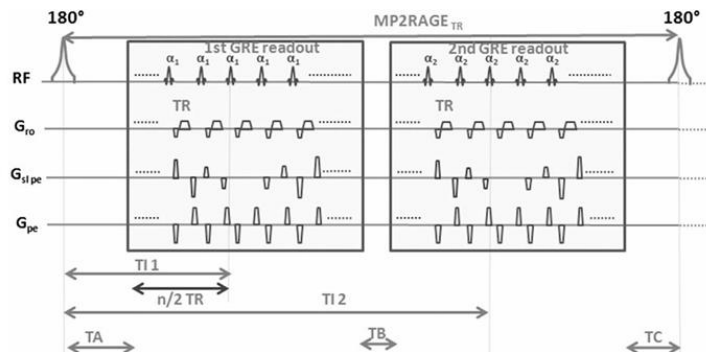 180° MP2RAGE_TR 180°
1st GRE readout 2nd GRE readout
α1 α1 α1 α1 α1 α2 α2 α2 α2 α2
RF
TR TR
Gro
Gsl pe
Gpe
TI 1
n/2 TR TI 2
TA TB TC